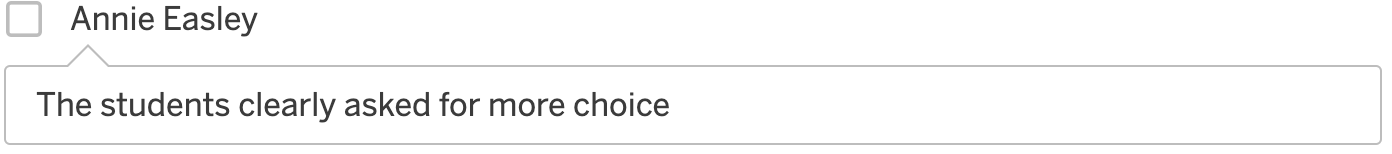 Annie Easley
The students clearly asked for more choice